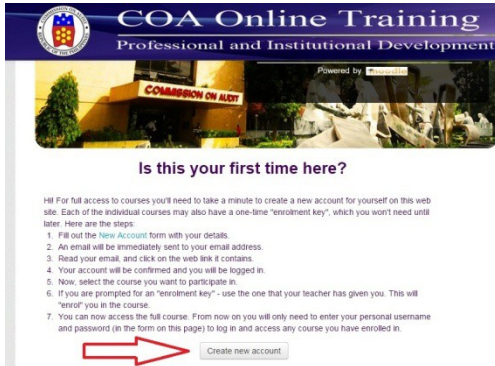 COA Online Training
Professional and Institutional Development
Powered by moodle
COMMISSION ON AUDIT
Is this your first time here?
Hi! For full access to courses you'll need to take a minute to create a new account for yourself on this web
site. Each of the individual courses may also have a one-time "enrolment key", which you won't need until
later. Here are the steps:
1. Fill out the New Account form with your details.
2. An email will be immediately sent to your email address.
3. Read your email, and click on the web link it contains.
4. Your account will be confirmed and you will be logged in.
5. Now, select the course you want to participate in.
6. If you are prompted for an "enrolment key" - use the one that your teacher has given you. This will
"enrol" you in the course.
7. You can now access the full course. From now on you will only need to enter your personal username
and password (in the form on this page) to log in and access any course you have enrolled in.
Create new account